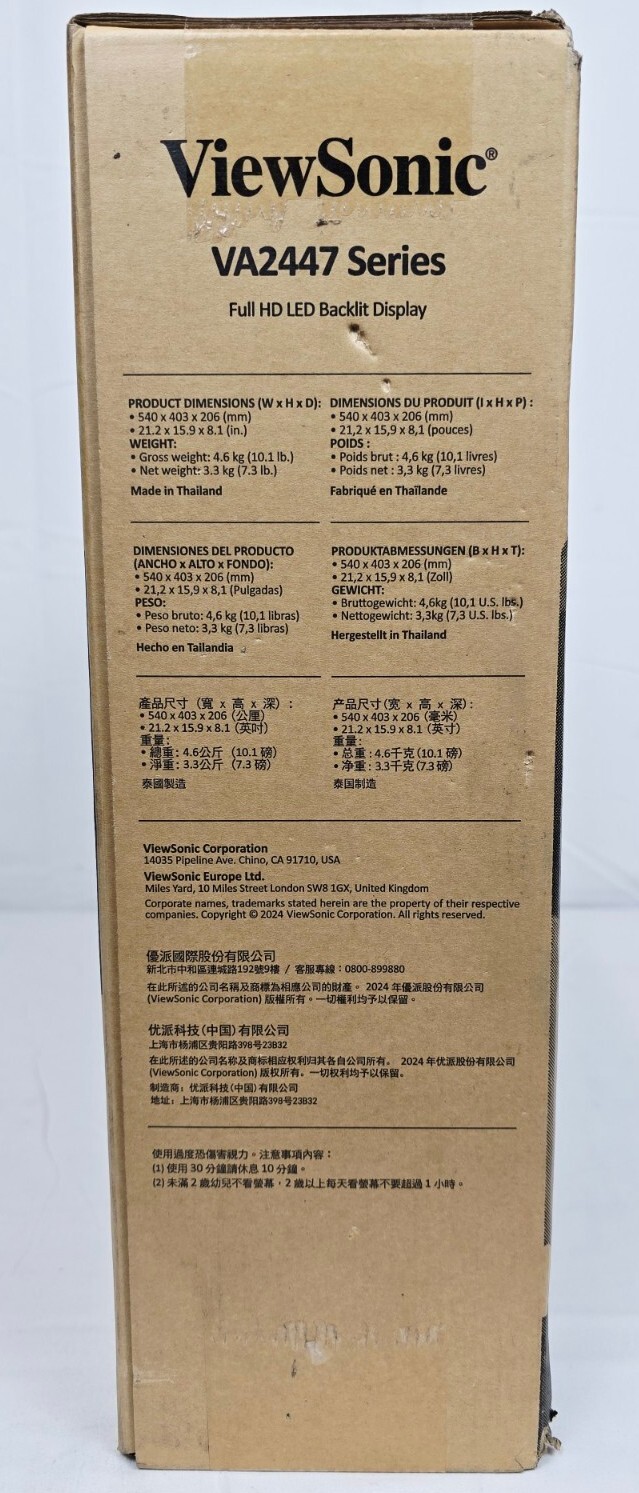 ViewSonic®
VA2447 Series
Full HD LED Backlit Display
PRODUCT DIMENSIONS (W x H x D):
• 540 x 403 x 206 (mm)
• 21.2 x 15.9 x 8.1 (in.)
WEIGHT:
• Gross weight: 4.6 kg (10.1 lb.)
• Net weight: 3.3 kg (7.3 lb.)
Made in Thailand
DIMENSIONS DU PRODUIT (l x H x P) :
• 540 x 403 x 206 (mm)
• 21,2 x 15,9 x 8,1 (pouces)
POIDS :
• Poids brut : 4,6 kg (10,1 livres)
• Poids net : 3,3 kg (7,3 livres)
Fabriqué en Thaïlande
DIMENSIONES DEL PRODUCTO
(ANCHO x ALTO x FONDO):
• 540 x 403 x 206 (mm)
• 21,2 x 15,9 x 8,1 (Pulgadas)
PESO:
• Peso bruto: 4,6 kg (10,1 libras)
• Peso neto: 3,3 kg (7,3 libras)
Hecho en Tailandia
PRODUKTABMESSUNGEN (B x H x T):
• 540 x 403 x 206 (mm)
• 21,2 x 15,9 x 8,1 (Zoll)
GEWICHT:
• Bruttogewicht: 4,6kg (10,1 U.S. lbs.)
• Nettogewicht: 3,3kg (7,3 U.S. lbs.)
Hergestellt in Thailand
產品尺寸 (寬 x 高 x 深) :
• 540 x 403 x 206 (公厘)
• 21.2 x 15.9 x 8.1 (英吋)
重量:
• 總重: 4.6公斤 (10.1 磅)
• 淨重: 3.3公斤 (7.3 磅)
泰國製造
产品尺寸(宽 x 高 x 深) :
• 540 x 403 x 206 (毫米)
• 21.2 x 15.9 x 8.1 (英寸)
重量:
• 总重 : 4.6千克 (10.1 磅)
• 净重 : 3.3千克 (7.3 磅)
泰国制造
ViewSonic Corporation
14035 Pipeline Ave. Chino, CA 91710, USA
ViewSonic Europe Ltd.
Miles Yard, 10 Miles Street London SW8 1GX, United Kingdom
Corporate names, trademarks stated herein are the property of their respective
companies. Copyright © 2024 ViewSonic Corporation. All rights reserved.
優派國際股份有限公司
新北市中和區連城路192號9樓 / 客服專線：0800-899880
在此所述的公司名稱及商標為相應公司的財產。 2024 年優派股份有限公司
(ViewSonic Corporation) 版權所有。一切權利均予以保留。
优派科技(中国)有限公司
上海市杨浦区贵阳路398号23B32
在此所述的公司名称及商标相应权利归其各自公司所有。 2024 年优派股份有限公司
(ViewSonic Corporation) 版权所有。一切权利均予以保留。
制造商：优派科技(中国)有限公司
地址：上海市杨浦区贵阳路398号23B32
使用過度恐傷害視力。注意事項內容：
(1) 使用 30 分鐘請休息 10 分鐘。
(2) 未滿 2 歲幼兒不看螢幕，2 歲以上每天看螢幕不要超過 1 小時。